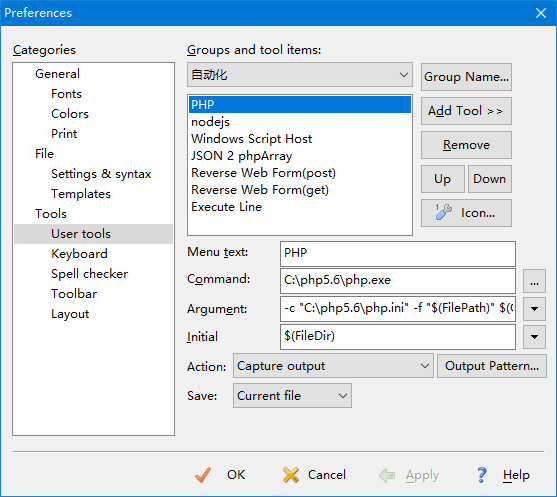 Preferences
Categories
General
Fonts
Colors
Print
File
Settings & syntax
Templates
Tools
User tools
Keyboard
Spell checker
Toolbar
Layout
Groups and tool items:
自动化
Group Name...
PHP
nodejs
Windows Script Host
JSON 2 phpArray
Reverse Web Form(post)
Reverse Web Form(get)
Execute Line
Add Tool >>
Remove
Up Down
Icon...
Menu text: PHP
Command: C:\php5.6\php.exe ...
Argument: -c "C:\php5.6\php.ini" -f "$(FilePath)" $(
Initial $(FileDir)
Action: Capture output Output Pattern...
Save: Current file
OK Cancel Apply ? Help